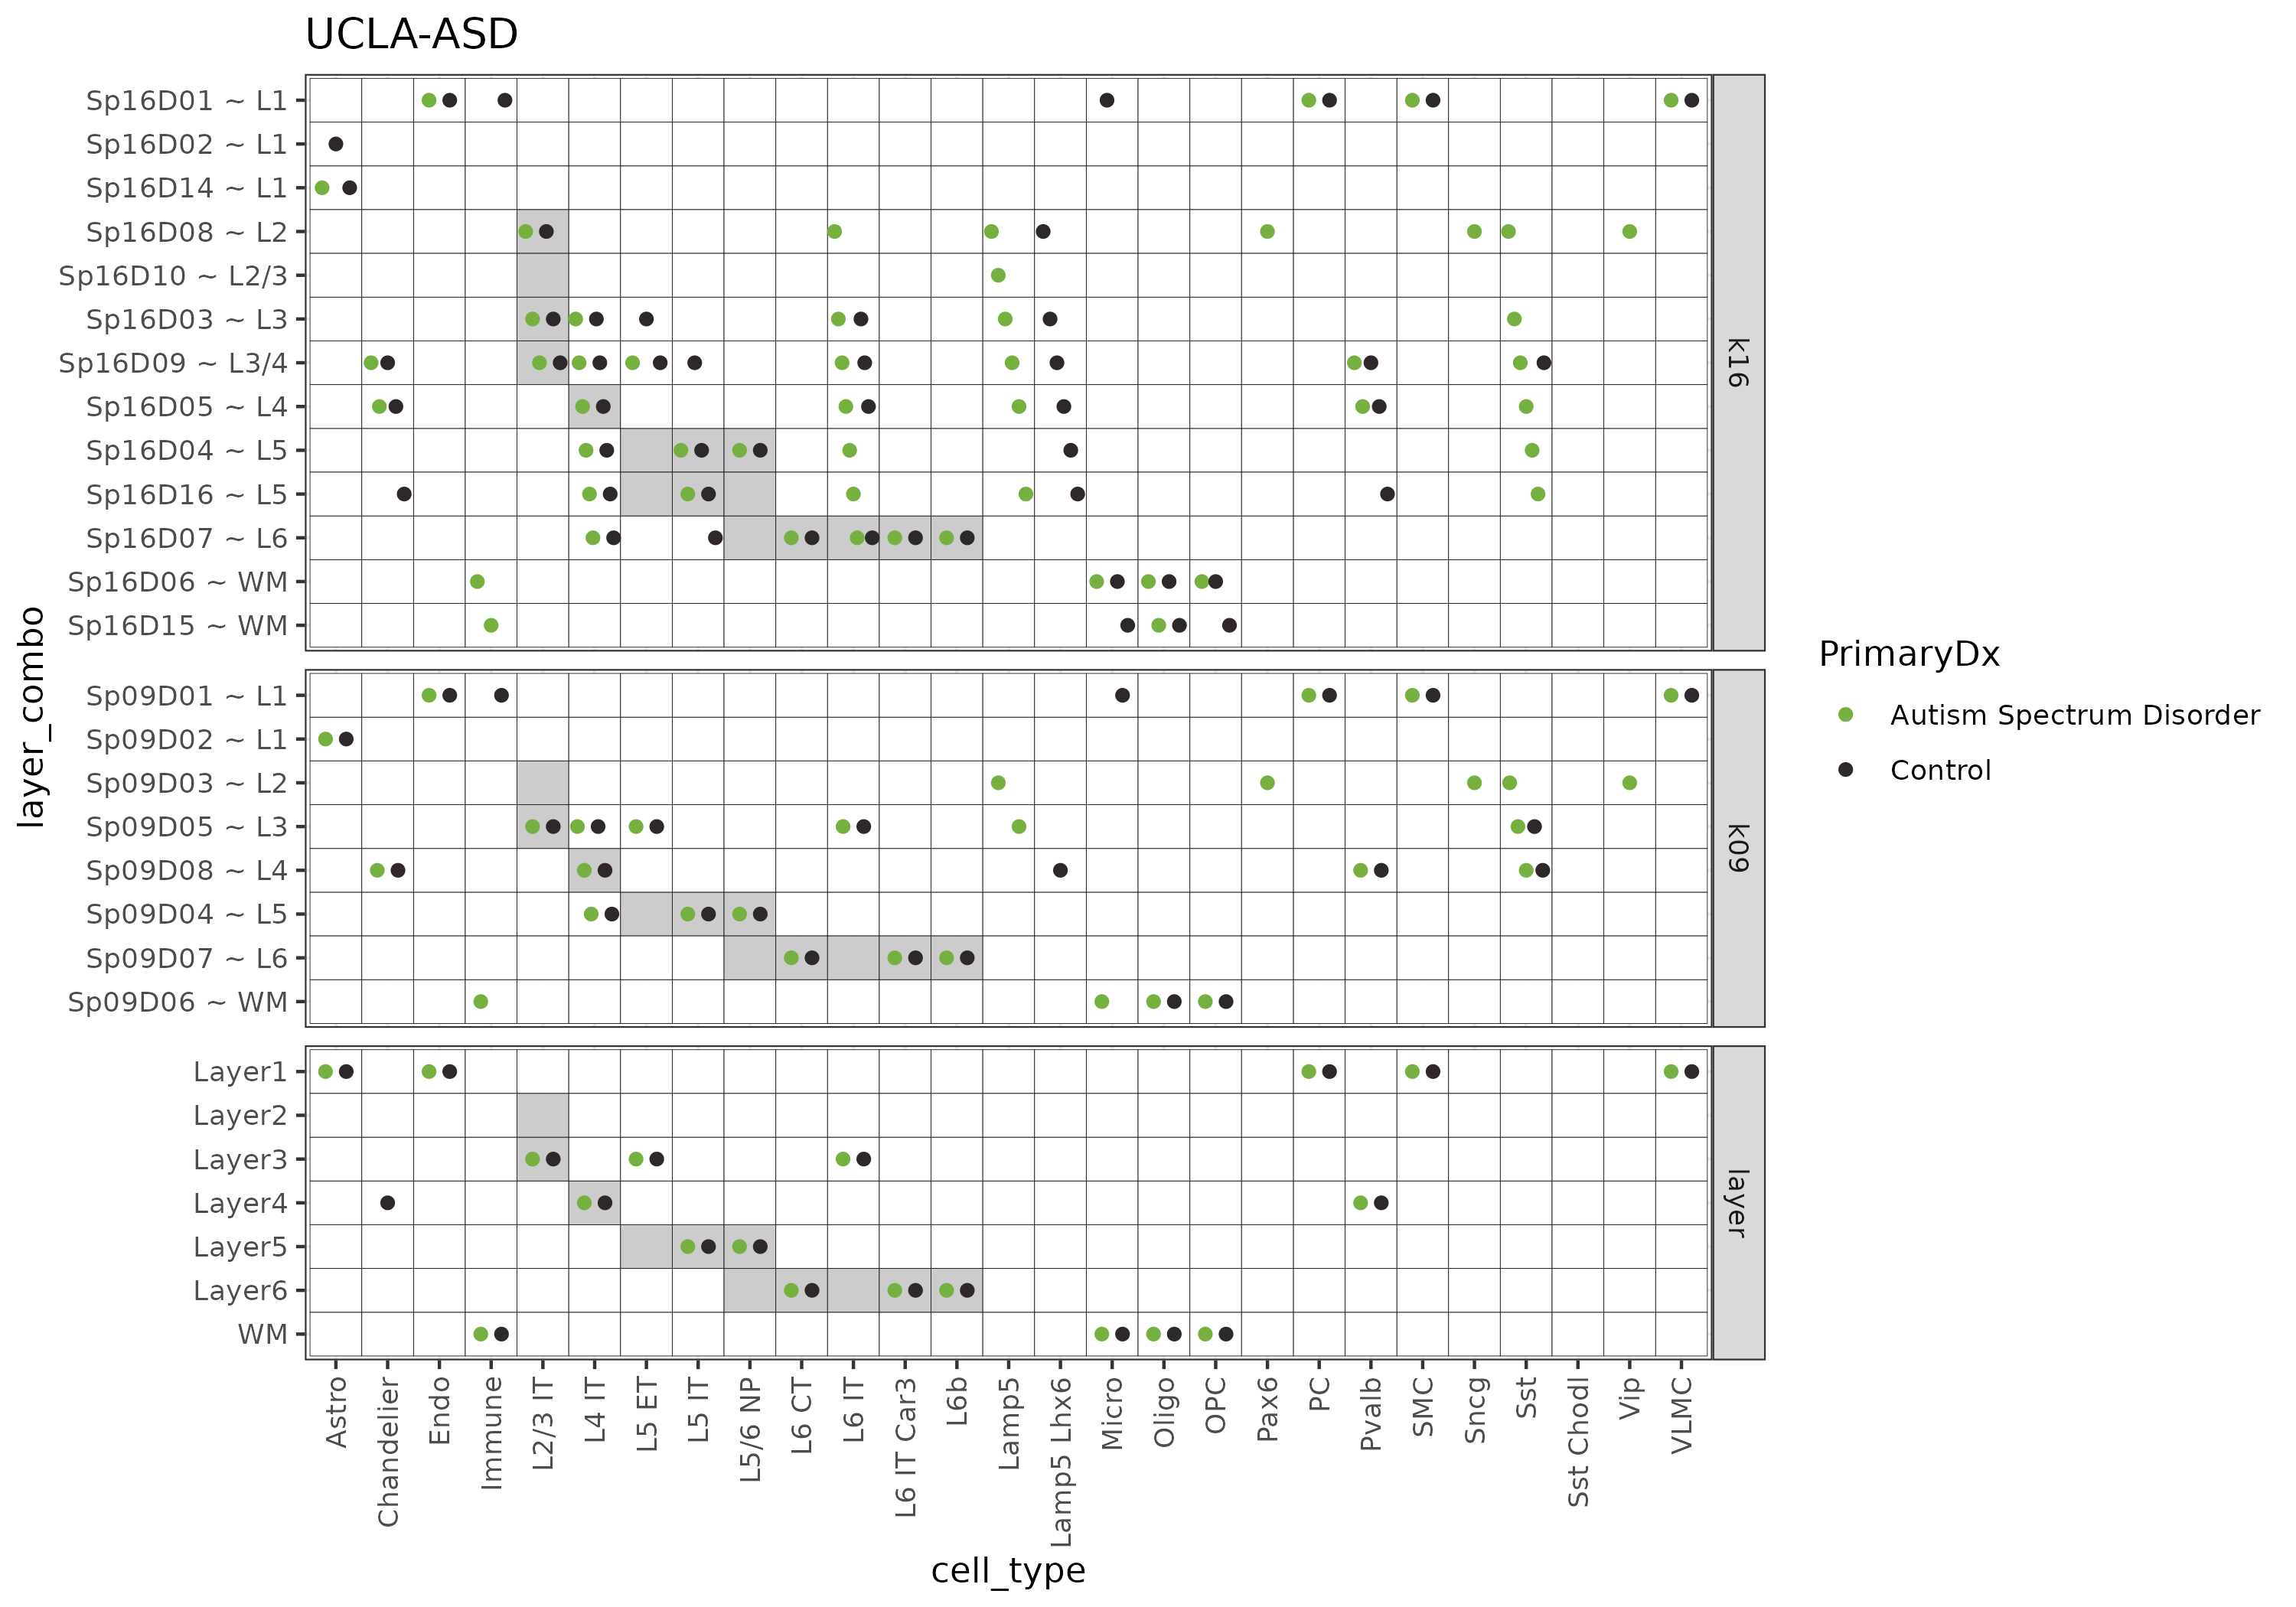 UCLA-ASD
layer_combo
Sp16D01 ~ L1
Sp16D02 ~ L1
Sp16D14 ~ L1
Sp16D08 ~ L2
Sp16D10 ~ L2/3
Sp16D03 ~ L3
Sp16D09 ~ L3/4
Sp16D05 ~ L4
Sp16D04 ~ L5
Sp16D16 ~ L5
Sp16D07 ~ L6
Sp16D06 ~ WM
Sp16D15 ~ WM
k16
Sp09D01 ~ L1
Sp09D02 ~ L1
Sp09D03 ~ L2
Sp09D05 ~ L3
Sp09D08 ~ L4
Sp09D04 ~ L5
Sp09D07 ~ L6
Sp09D06 ~ WM
k09
Layer1
Layer2
Layer3
Layer4
Layer5
Layer6
WM
layer
Astro
Chandelier
Endo
Immune
L2/3 IT
L4 IT
L5 ET
L5 IT
L5/6 NP
L6 CT
L6 IT
L6 IT Car3
L6b
Lamp5
Lamp5 Lhx6
Micro
Oligo
OPC
Pax6
PC
Pvalb
SMC
Sncg
Sst
Sst Chodl
Vip
VLMC
cell_type
PrimaryDx
Autism Spectrum Disorder
Control